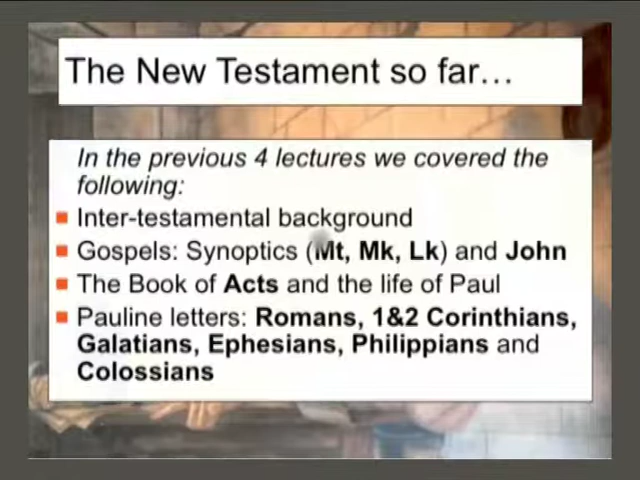 The New Testament so far...
In the previous 4 lectures we covered the
following:
Inter-testamental background
Gospels: Synoptics (Mt, Mk, Lk) and John
The Book of Acts and the life of Paul
Pauline letters: Romans, 1&2 Corinthians,
Galatians, Ephesians, Philippians and
Colossians